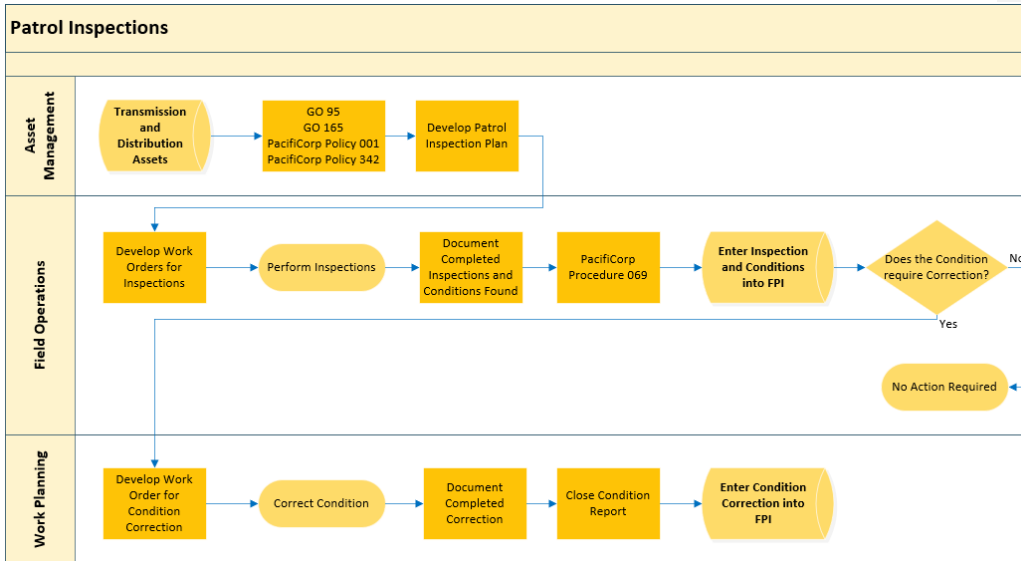 Patrol Inspections
Asset
Management
Transmission
and
Distribution
Assets
GO 95
GO 165
PacifiCorp Policy 001
PacifiCorp Policy 342
Develop Patrol
Inspection Plan
Field Operations
Develop Work
Orders for
Inspections
Perform Inspections
Document
Completed
Inspections and
Conditions Found
PacifiCorp
Procedure 069
Enter Inspection
and Conditions
into FPI
Does the Condition
require Correction?
No
Yes
No Action Required
Work Planning
Develop Work
Order for
Condition
Correction
Correct Condition
Document
Completed
Correction
Close Condition
Report
Enter Condition
Correction into
FPI